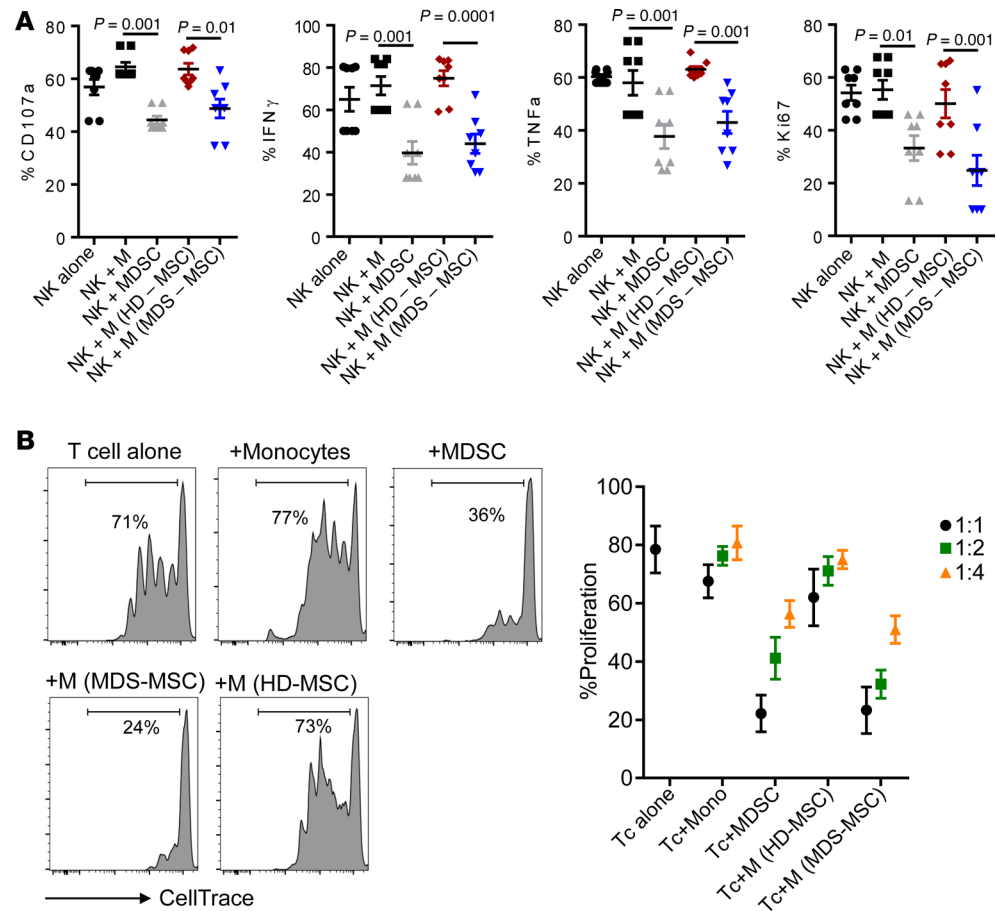 A
P = 0.001
P = 0.01
% CD107a
80
60
40
20
0
NK alone
NK + M
NK + MDSC
NK + M (HD – MSC)
NK + M (MDS – MSC)
P = 0.0001
P = 0.001
% IFNγ
100
80
60
40
20
0
NK alone
NK + M
NK + MDSC
NK + M (HD – MSC)
NK + M (MDS – MSC)
P = 0.001
P = 0.001
% TNFa
80
60
40
20
0
NK alone
NK + M
NK + MDSC
NK + M (HD – MSC)
NK + M (MDS – MSC)
P = 0.01
P = 0.001
% Ki67
80
60
40
20
0
NK alone
NK + M
NK + MDSC
NK + M (HD – MSC)
NK + M (MDS – MSC)
B
T cell alone
71%
+Monocytes
77%
+MDSC
36%
+M (MDS-MSC)
24%
+M (HD-MSC)
73%
CellTrace
%Proliferation
100
80
60
40
20
0
Tc alone
Tc+Mono
Tc+MDSC
Tc+M (HD-MSC)
Tc+M (MDS-MSC)
1:1
1:2
1:4